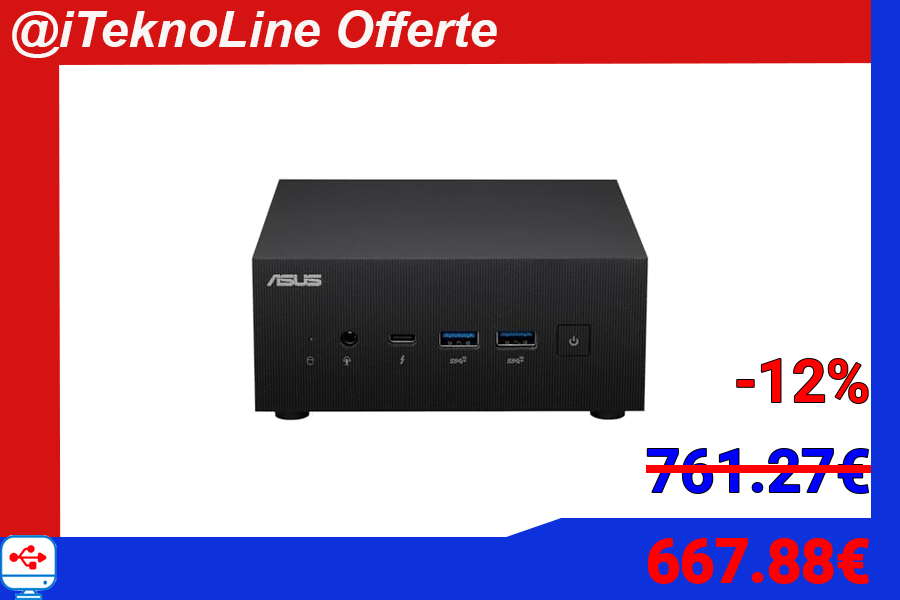 @iTeknoLine Offerte
ASUS
-12%
761.27€
667.88€